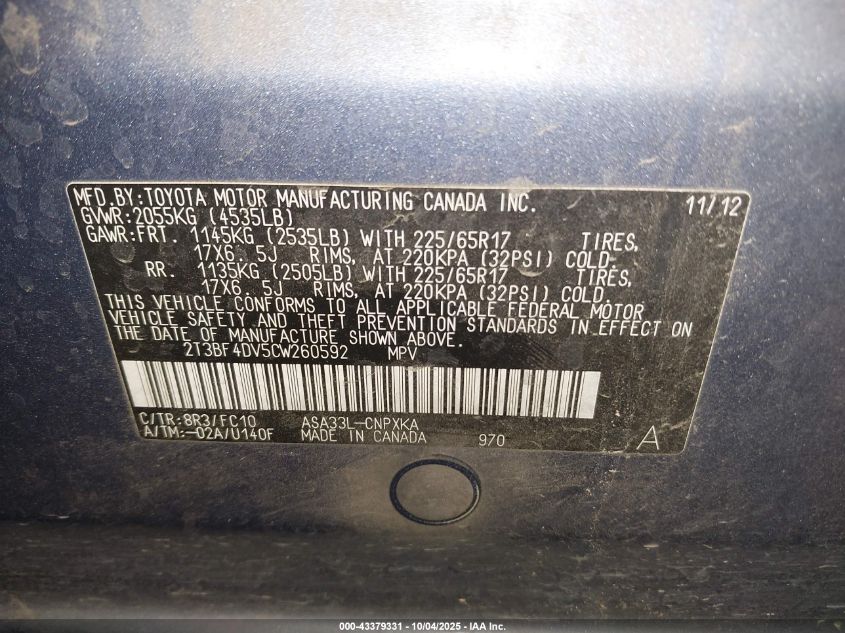 MFD.BY:TOYOTA MOTOR MANUFACTURING CANADA INC. 11/12
GVWR:2055KG (4535LB)
GAWR:FRT. 1145KG (2535LB) WITH 225/65R17 TIRES,
17X6. 5J RIMS, AT 220KPA (32PSI) COLD-
RR. 1135KG (2505LB) WITH 225/65R17 TIRES,
17X6. 5J RIMS, AT 220KPA (32PSI) COLD.
THIS VEHICLE CONFORMS TO ALL APPLICABLE FEDERAL MOTOR
VEHICLE SAFETY AND THEFT PREVENTION STANDARDS IN EFFECT ON
THE DATE OF MANUFACTURE SHOWN ABOVE.
2T3BF4DV5CW260592 MPV
C/TR:8R3/FC10 ASA33L-CNPXKA
A/TM:-02A/U140F MADE IN CANADA 970 A
000-43379331 - 10/04/2025 - IAA Inc.